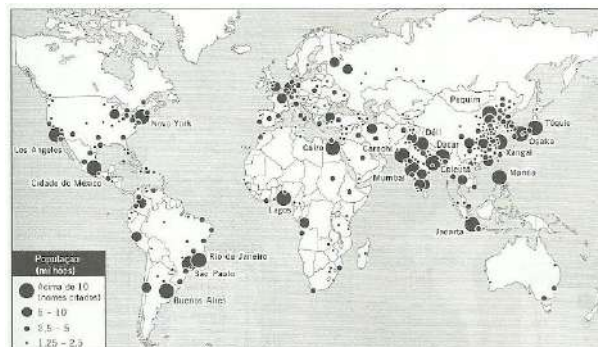 Pequim
Tóquio
Nova York
Déli
Osaka
Los Angeles
Cairo
Xangai
Mumbai
Calcutá
Manila
Cidade do México
Lagos
Jacarta
Rio de Janeiro
São Paulo
Buenos Aires
População
(milhões)
Acima de 10
(nomes citados)
5 – 10
2,5 – 5
1,25 – 2,5